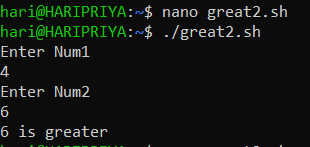 hari@HARIPRIYA:~$ nano great2.sh
hari@HARIPRIYA:~$ ./great2.sh
Enter Num1
4
Enter Num2
6
6 is greater